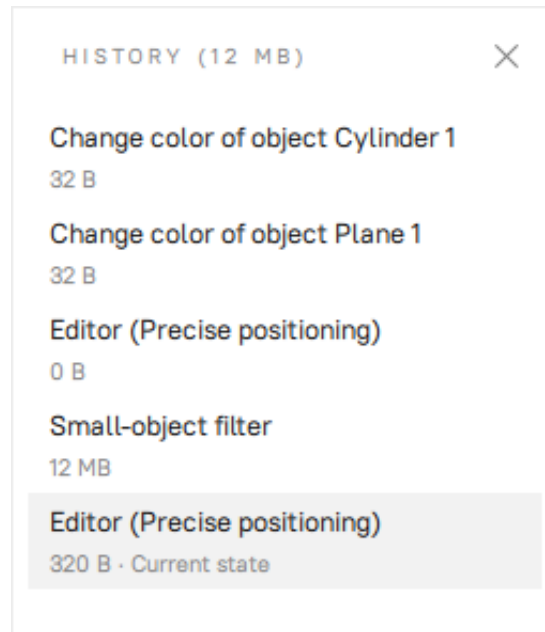 HISTORY (12 MB)
Change color of object Cylinder 1
32 B
Change color of object Plane 1
32 B
Editor (Precise positioning)
0 B
Small-object filter
12 MB
Editor (Precise positioning)
320 B · Current state